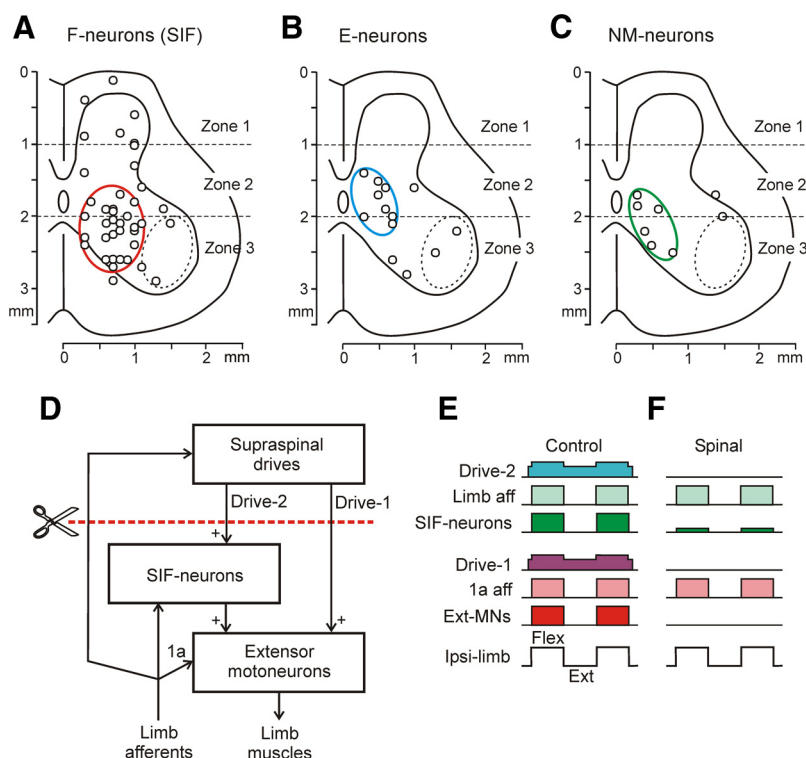 A
F-neurons (SIF)
B
E-neurons
C
NM-neurons
0
1
2
3
mm
Zone 1
Zone 2
Zone 3
0
1
2
mm
0
1
2
3
mm
Zone 1
Zone 2
Zone 3
0
1
2
mm
0
1
2
3
mm
Zone 1
Zone 2
Zone 3
0
1
2
mm
D
Supraspinal
drives
Drive-2
Drive-1
+
SIF-neurons
+
+
1a
Extensor
motoneurons
Limb
afferents
Limb
muscles
E
Control
Drive-2
Limb aff
SIF-neurons
Drive-1
1a aff
Ext-MNs
Flex
Ipsi-limb
Ext
F
Spinal